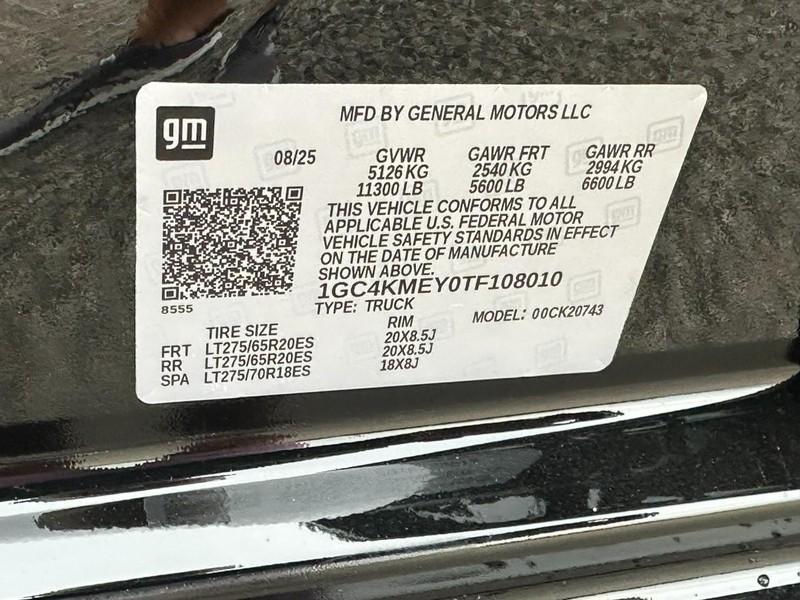 gm
MFD BY GENERAL MOTORS LLC
08/25
GVWR GAWR FRT GAWR RR
5126 KG 2540 KG 2994 KG
11300 LB 5600 LB 6600 LB
THIS VEHICLE CONFORMS TO ALL
APPLICABLE U.S. FEDERAL MOTOR
VEHICLE SAFETY STANDARDS IN EFFECT
ON THE DATE OF MANUFACTURE
SHOWN ABOVE.
1GC4KMEY0TF108010
8555
TYPE: TRUCK MODEL: 00CK20743
TIRE SIZE RIM
FRT LT275/65R20ES 20X8.5J
RR LT275/65R20ES 20X8.5J
SPA LT275/70R18ES 18X8J